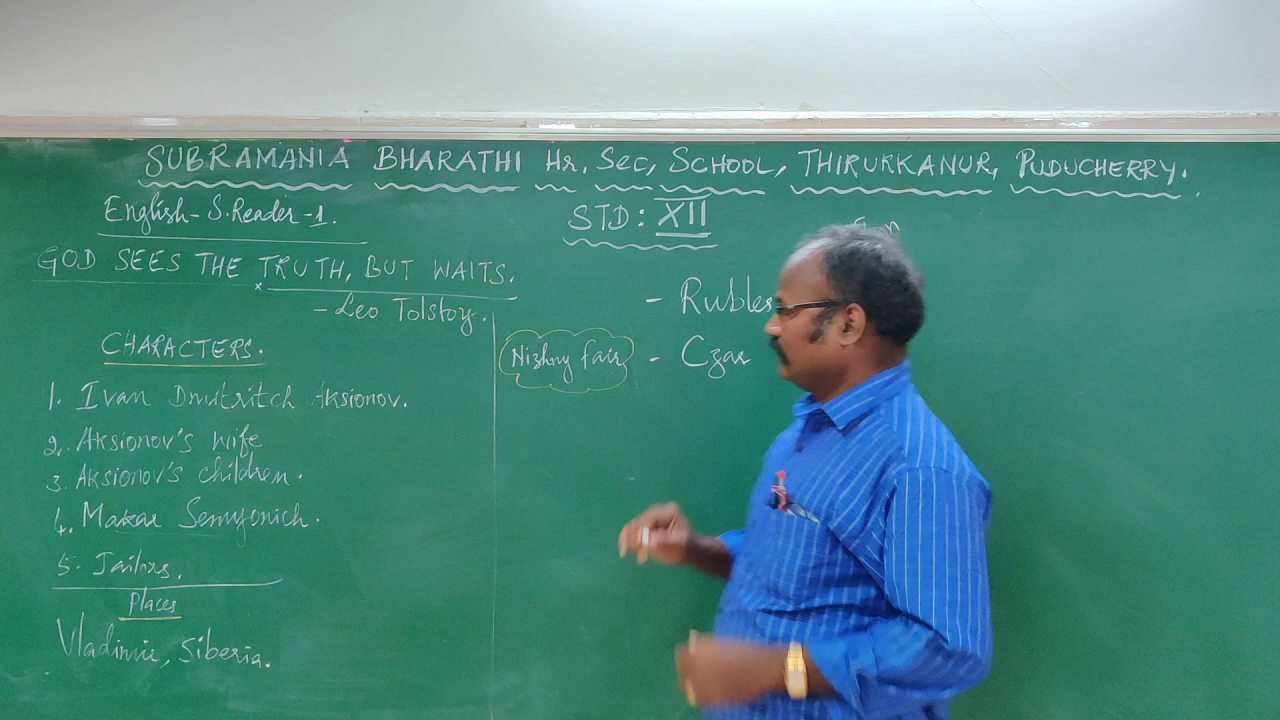 SUBRAMANIA BHARATHI Hr. Sec, SCHOOL, THIRUKKANUR, PUDUCHERRY.
English- S. Reader -1.
STD: XII
GOD SEES THE TRUTH, BUT WAITS.
- Leo Tolstoy.
- Rubles
Nizhny fair - Czar
CHARACTERS.
1. Ivan Dmitritch Aksionov.
2. Aksionov's wife
3. Aksionov's children.
4. Makar Semyonich.
5. Jailors.
Places
Vladimir, Siberia.